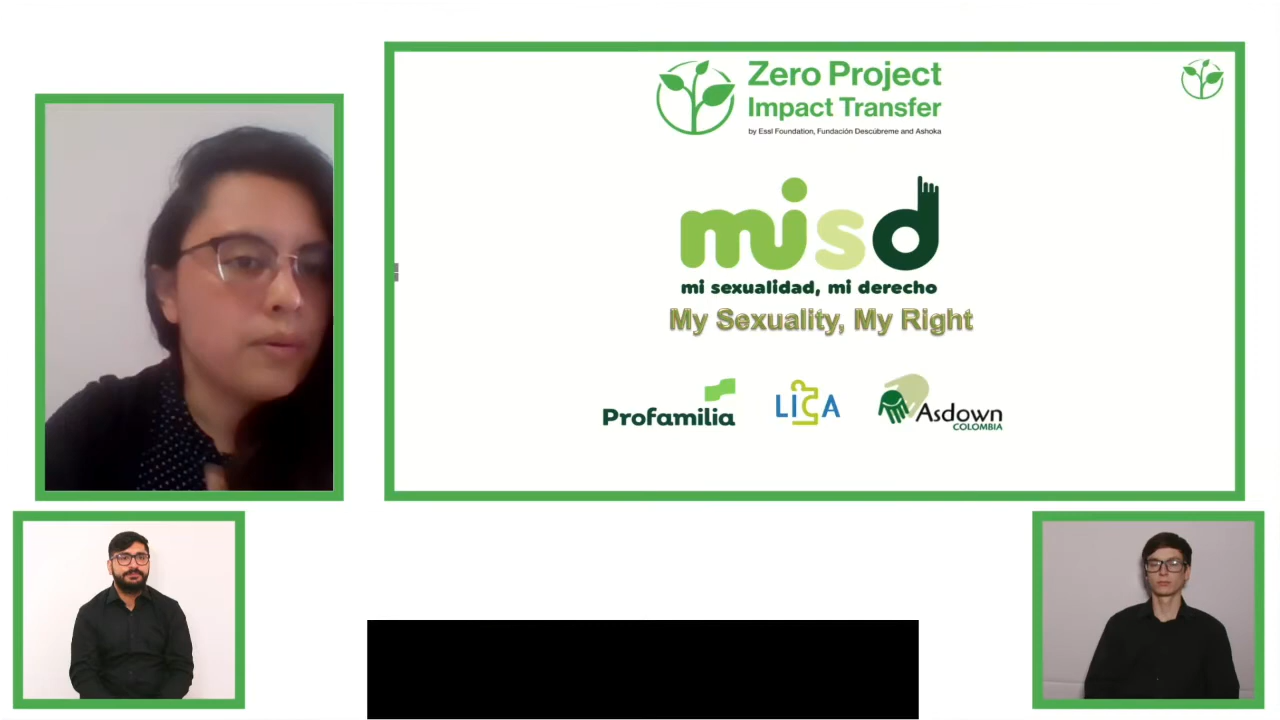 Zero Project
Impact Transfer
by Essl Foundation, Fundación Descúbreme and Ashoka
misd
mi sexualidad, mi derecho
My Sexuality, My Right
Profamilia
LICA
Asdown
COLOMBIA